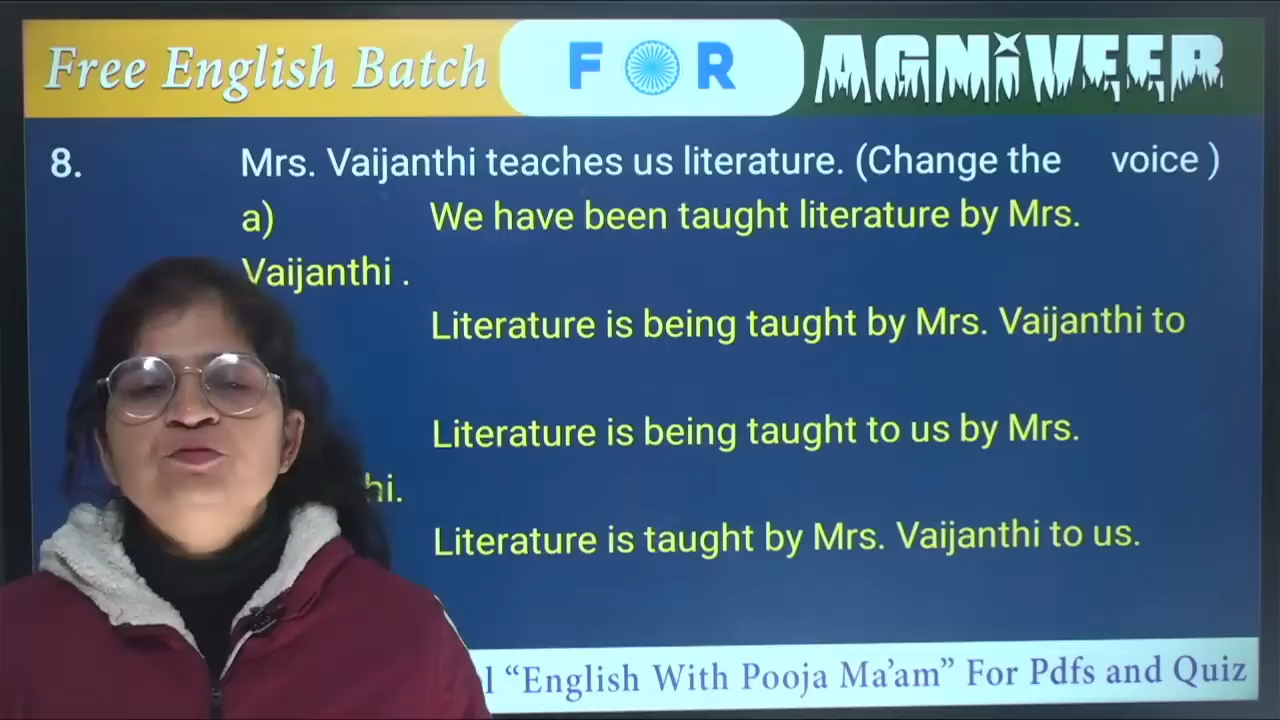 Free English Batch F R AGNiVEER
8. Mrs. Vaijanthi teaches us literature. (Change the voice )
a) We have been taught literature by Mrs.
Vaijanthi .
Literature is being taught by Mrs. Vaijanthi to
Literature is being taught to us by Mrs.
hi.
Literature is taught by Mrs. Vaijanthi to us.
l “English With Pooja Ma’am” For Pdfs and Quiz